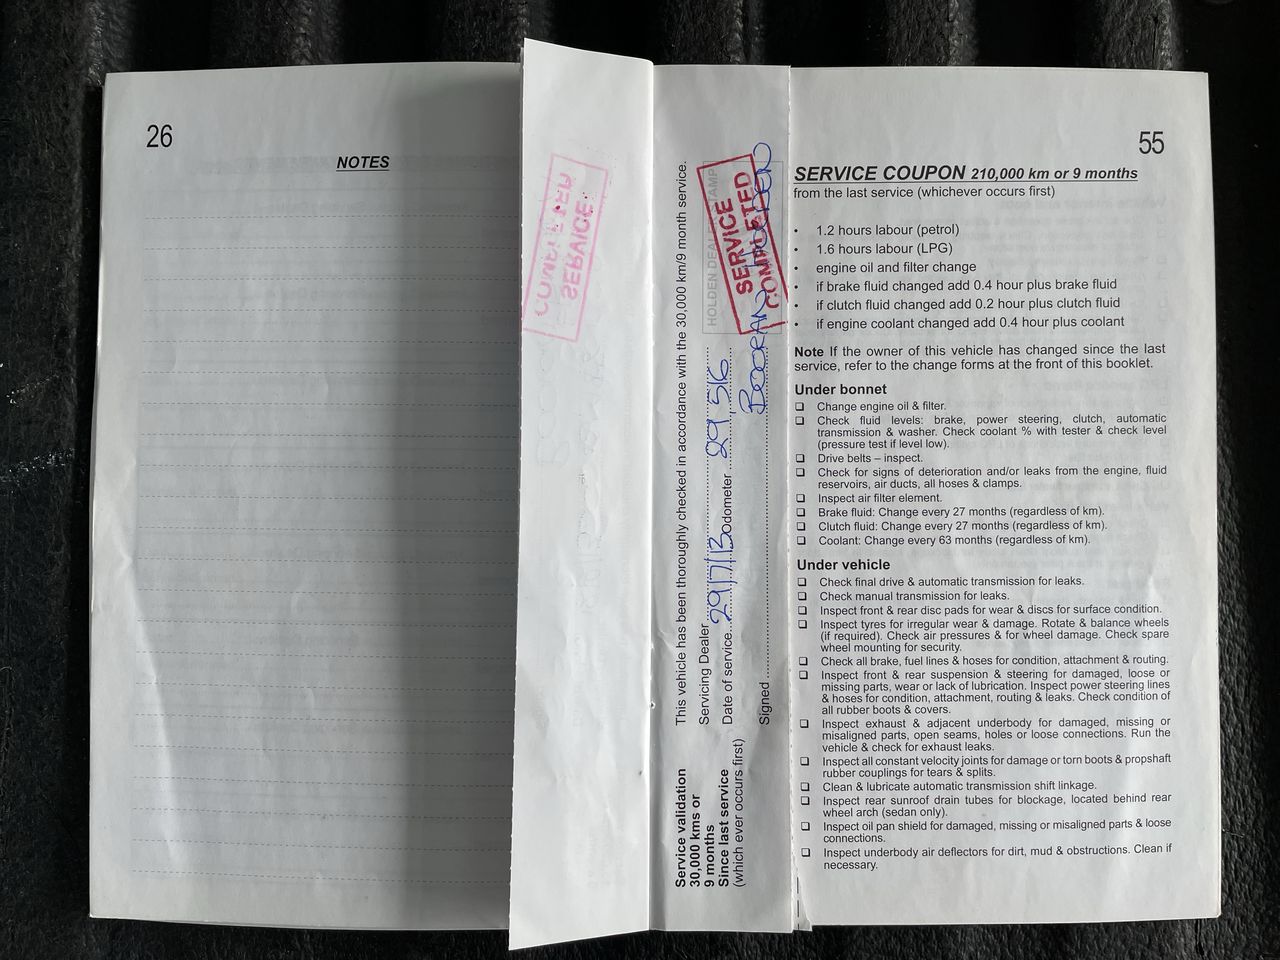 26
NOTES
SERVICE
COMPLETED
This vehicle has been thoroughly checked in accordance with the 30,000 km/9 month service.
HOLDEN DEALER STAMP
SERVICE
COMPLETED
Servicing Dealer
BOORAN HOLDEN
Date of service 29/7/13 Odometer 29,516
Signed
Service validation
30,000 kms or
9 months
Since last service
(which ever occurs first)
55
SERVICE COUPON 210,000 km or 9 months
from the last service (whichever occurs first)
• 1.2 hours labour (petrol)
• 1.6 hours labour (LPG)
• engine oil and filter change
• if brake fluid changed add 0.4 hour plus brake fluid
• if clutch fluid changed add 0.2 hour plus clutch fluid
• if engine coolant changed add 0.4 hour plus coolant
Note If the owner of this vehicle has changed since the last
service, refer to the change forms at the front of this booklet.
Under bonnet
❑ Change engine oil & filter.
❑ Check fluid levels: brake, power steering, clutch, automatic
transmission & washer. Check coolant % with tester & check level
(pressure test if level low).
❑ Drive belts – inspect.
❑ Check for signs of deterioration and/or leaks from the engine, fluid
reservoirs, air ducts, all hoses & clamps.
❑ Inspect air filter element.
❑ Brake fluid: Change every 27 months (regardless of km).
❑ Clutch fluid: Change every 27 months (regardless of km).
❑ Coolant: Change every 63 months (regardless of km).
Under vehicle
❑ Check final drive & automatic transmission for leaks.
❑ Check manual transmission for leaks.
❑ Inspect front & rear disc pads for wear & discs for surface condition.
❑ Inspect tyres for irregular wear & damage. Rotate & balance wheels
(if required). Check air pressures & for wheel damage. Check spare
wheel mounting for security.
❑ Check all brake, fuel lines & hoses for condition, attachment & routing.
❑ Inspect front & rear suspension & steering for damaged, loose or
missing parts, wear or lack of lubrication. Inspect power steering lines
& hoses for condition, attachment, routing & leaks. Check condition of
all rubber boots & covers.
❑ Inspect exhaust & adjacent underbody for damaged, missing or
misaligned parts, open seams, holes or loose connections. Run the
vehicle & check for exhaust leaks.
❑ Inspect all constant velocity joints for damage or torn boots & propshaft
rubber couplings for tears & splits.
❑ Clean & lubricate automatic transmission shift linkage.
❑ Inspect rear sunroof drain tubes for blockage, located behind rear
wheel arch (sedan only).
❑ Inspect oil pan shield for damaged, missing or misaligned parts & loose
connections.
❑ Inspect underbody air deflectors for dirt, mud & obstructions. Clean if
necessary.